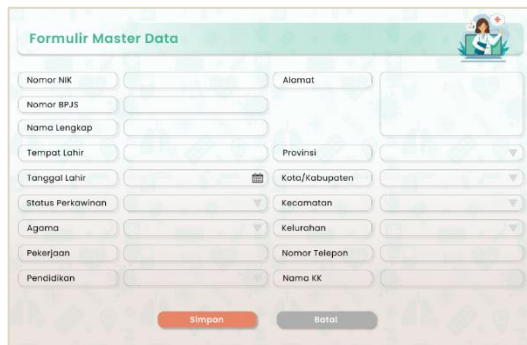 Formulir Master Data
Nomor NIK
Nomor BPJS
Nama Lengkap
Tempat Lahir
Tanggal Lahir
Status Perkawinan
Agama
Pekerjaan
Pendidikan
Alamat
Provinsi
Kota/Kabupaten
Kecamatan
Kelurahan
Nomor Telepon
Nama KK
Simpan
Batal